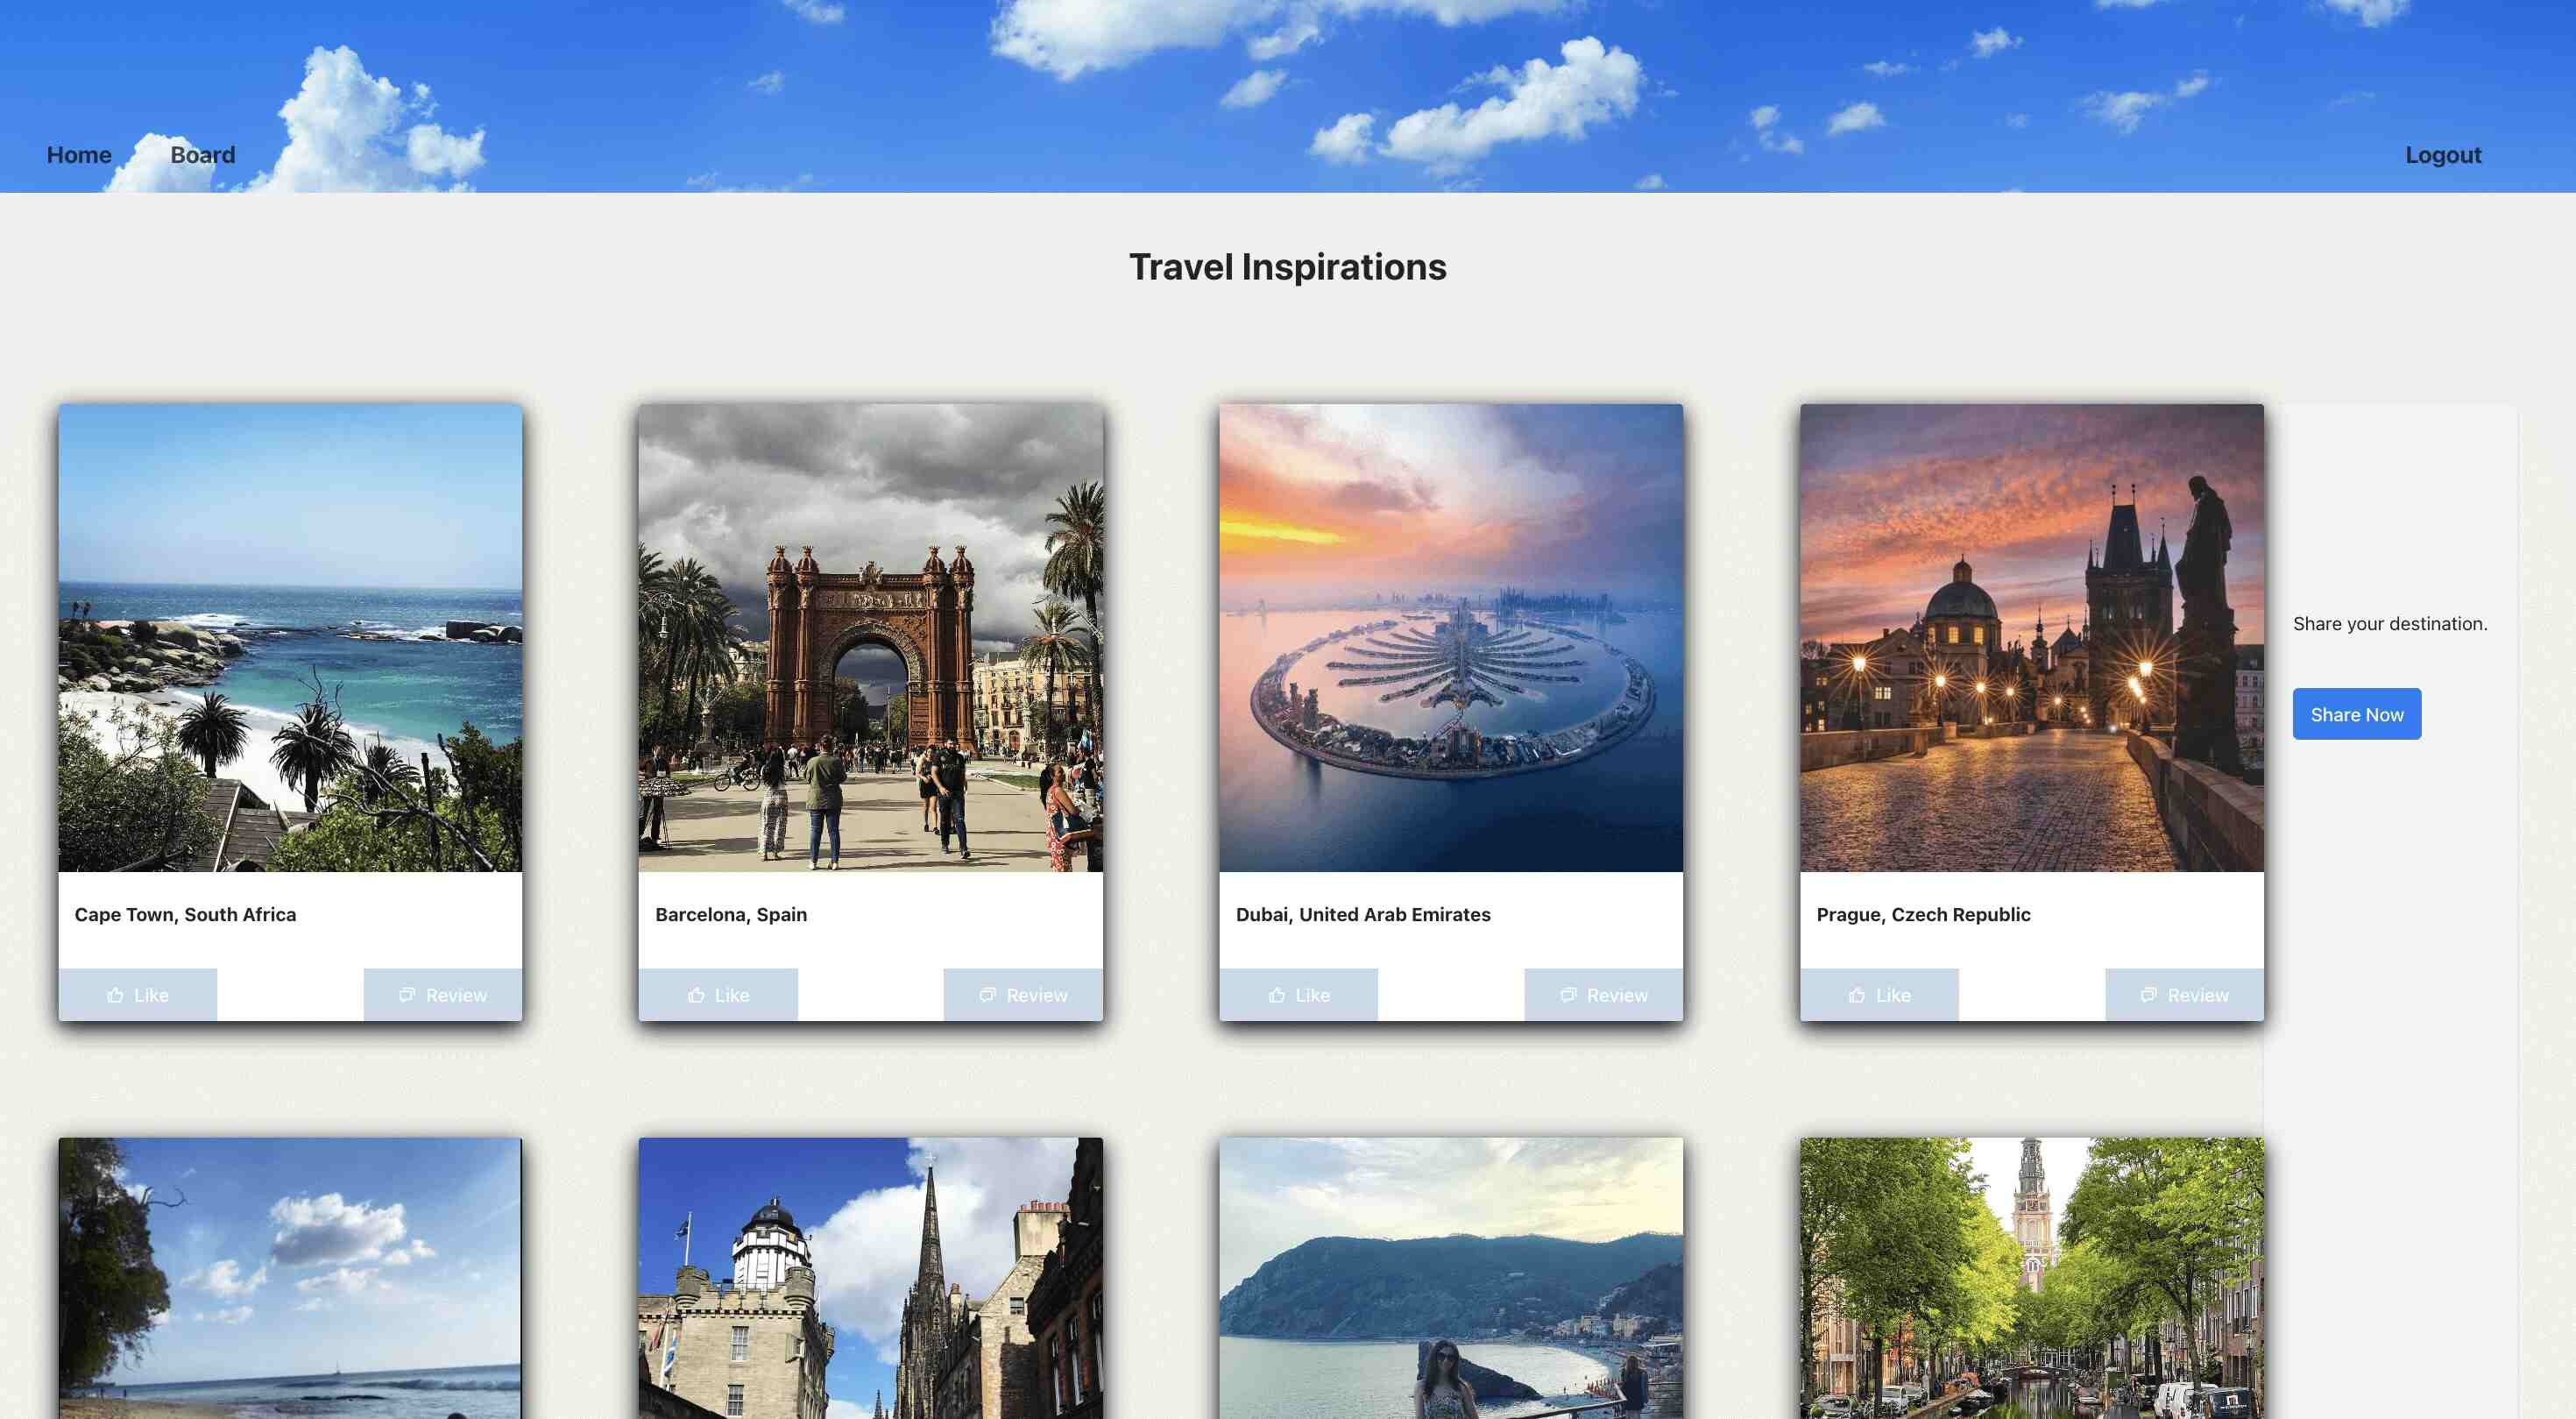 Home Board Logout
Travel Inspirations
Share your destination.
Share Now
Cape Town, South Africa
Like Review
Barcelona, Spain
Like Review
Dubai, United Arab Emirates
Like Review
Prague, Czech Republic
Like Review